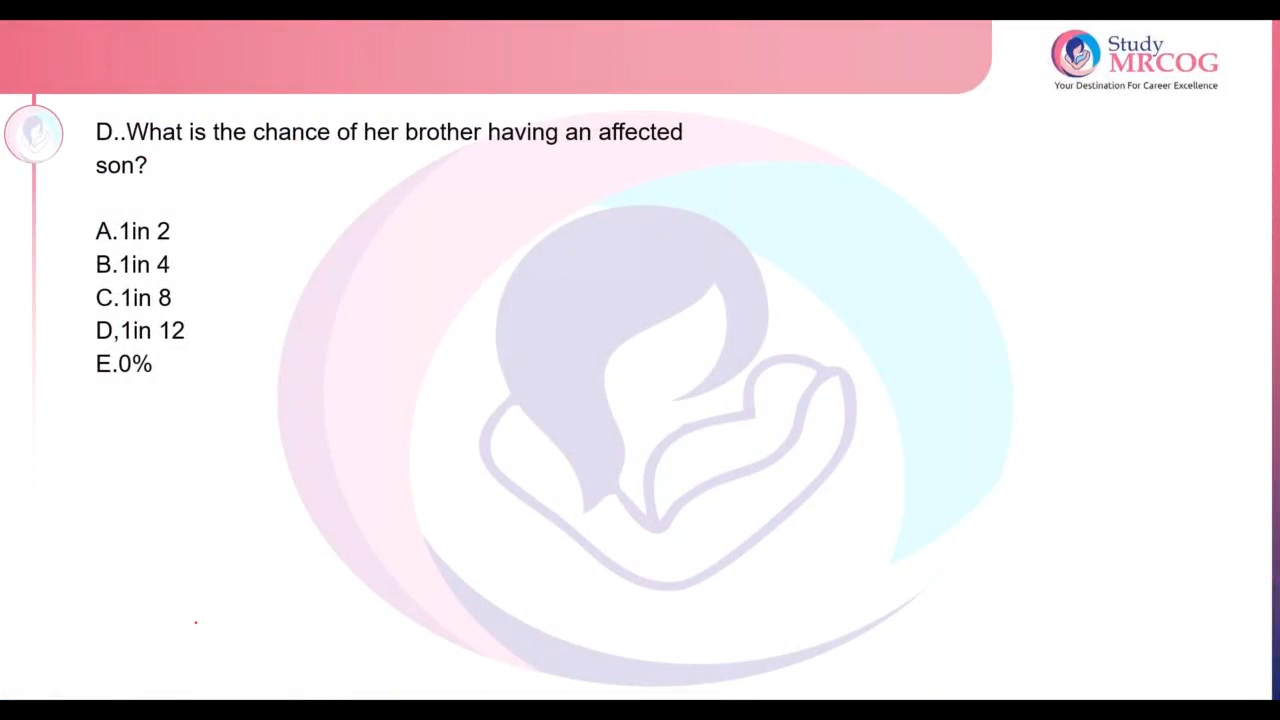 Study
MRCOG
Your Destination For Career Excellence
D..What is the chance of her brother having an affected
son?
A.1in 2
B.1in 4
C.1in 8
D,1in 12
E.0%